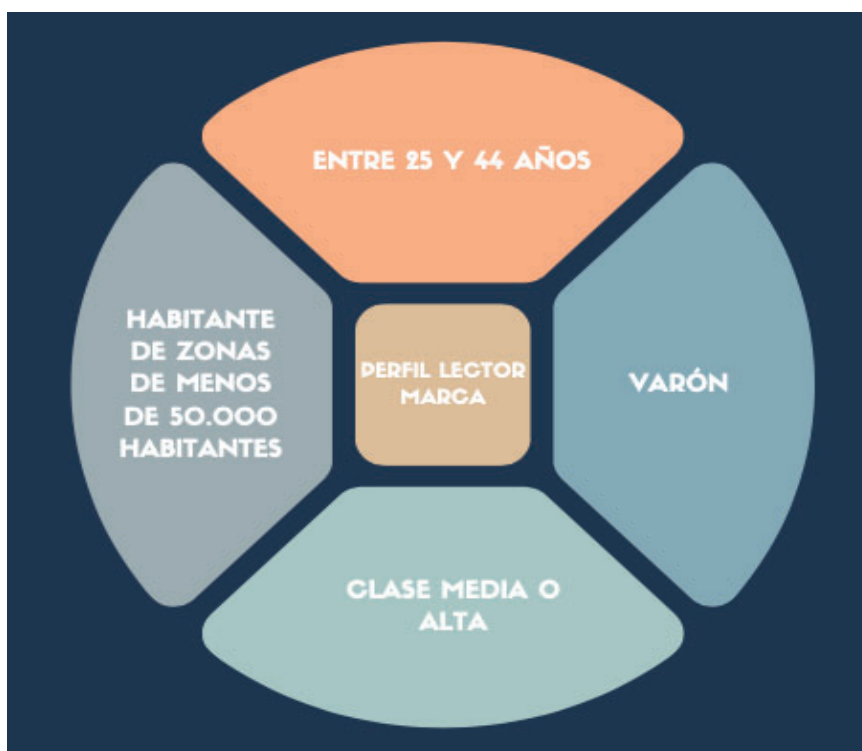 ENTRE 25 Y 44 AÑOS
HABITANTE
DE ZONAS
DE MENOS
DE 50.000
HABITANTES
PERFIL LECTOR
MARCA
VARÓN
CLASE MEDIA O
ALTA